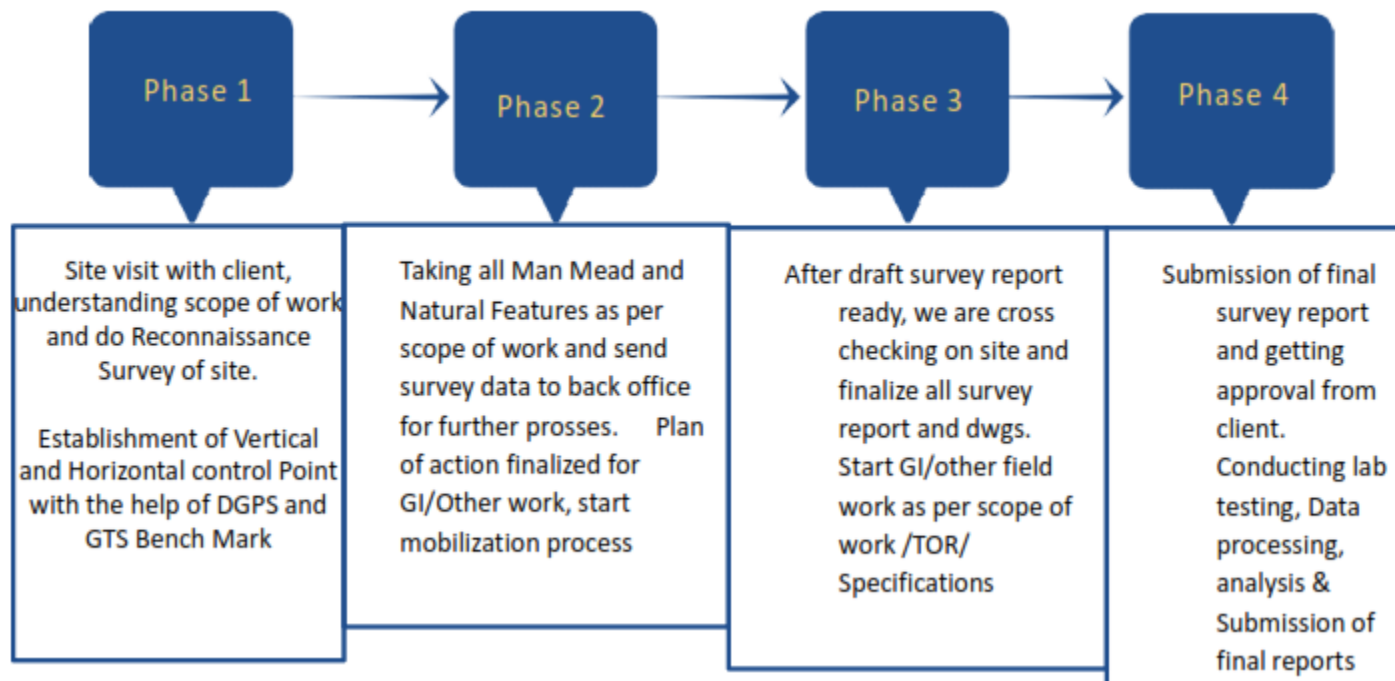 Phase 1
Phase 2
Phase 3
Phase 4
Site visit with client,
understanding scope of work
and do Reconnaissance
Survey of site.
Establishment of Vertical
and Horizontal control Point
with the help of DGPS and
GTS Bench Mark
Taking all Man Mead and
Natural Features as per
scope of work and send
survey data to back office
for further prosses. Plan
of action finalized for
GI/Other work, start
mobilization process
After draft survey report
ready, we are cross
checking on site and
finalize all survey
report and dwgs.
Start GI/other field
work as per scope of
work /TOR/
Specifications
Submission of final
survey report
and getting
approval from
client.
Conducting lab
testing, Data
processing,
analysis &
Submission of
final reports